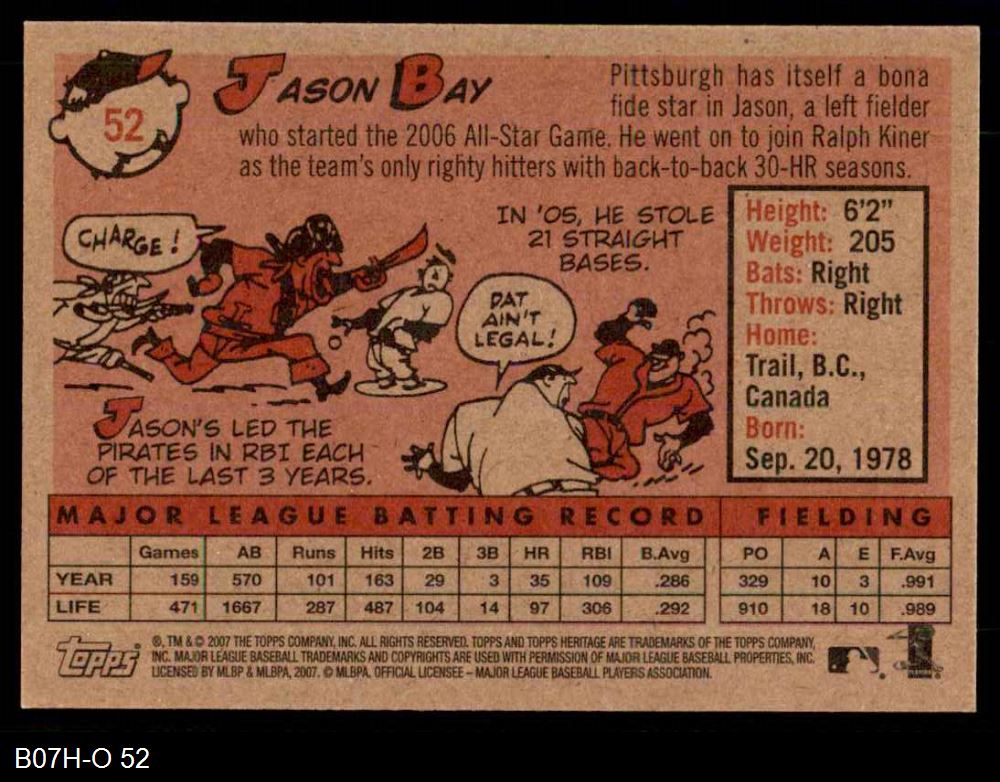 52
JASON BAY
Pittsburgh has itself a bona
fide star in Jason, a left fielder
who started the 2006 All-Star Game. He went on to join Ralph Kiner
as the team's only righty hitters with back-to-back 30-HR seasons.
CHARGE!
IN '05, HE STOLE
21 STRAIGHT
BASES.
DAT
AIN'T
LEGAL!
JASON'S LED THE
PIRATES IN RBI EACH
OF THE LAST 3 YEARS.
Height: 6'2"
Weight: 205
Bats: Right
Throws: Right
Home:
Trail, B.C.,
Canada
Born:
Sep. 20, 1978
MAJOR LEAGUE BATTING RECORD FIELDING
Games AB Runs Hits 2B 3B HR RBI B.Avg PO A E F.Avg
YEAR 159 570 101 163 29 3 35 109 .286 329 10 3 .991
LIFE 471 1667 287 487 104 14 97 306 .292 910 18 10 .989
Topps
®, TM & © 2007 THE TOPPS COMPANY, INC. ALL RIGHTS RESERVED. TOPPS AND TOPPS HERITAGE ARE TRADEMARKS OF THE TOPPS COMPANY,
INC. MAJOR LEAGUE BASEBALL TRADEMARKS AND COPYRIGHTS ARE USED WITH PERMISSION OF MAJOR LEAGUE BASEBALL PROPERTIES, INC.
LICENSED BY MLBP & MLBPA, 2007. © MLBPA. OFFICIAL LICENSEE – MAJOR LEAGUE BASEBALL PLAYERS ASSOCIATION.
B07H-O 52